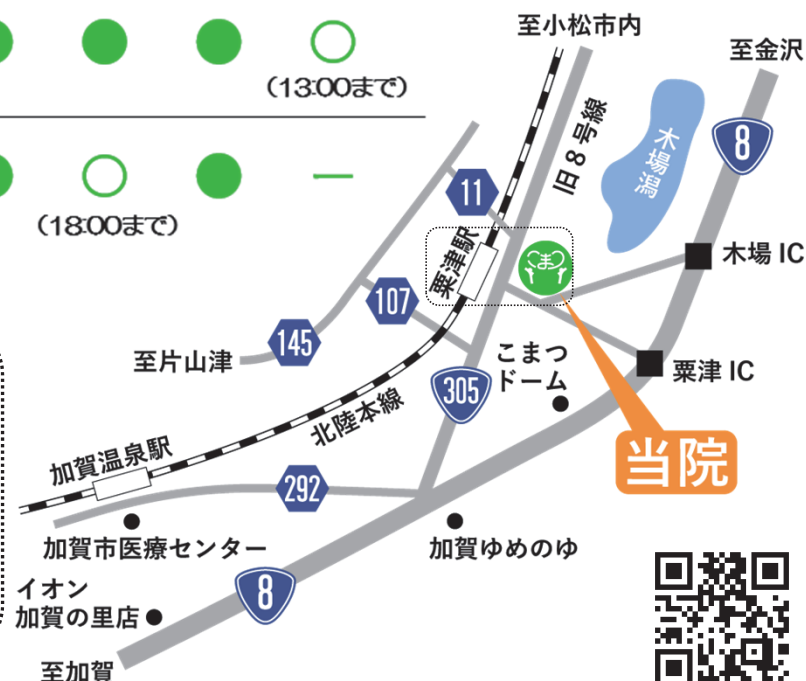 至小松市内
至金沢
(13:00まで)
旧8号線
木場潟
8
11
(18:00まで)
粟津駅
こまつ
木場 IC
107
145
至片山津
こまつ
ドーム
粟津 IC
305
北陸本線
当院
加賀温泉駅
292
加賀市医療センター
加賀ゆめのゆ
イオン
加賀の里店
8
至加賀